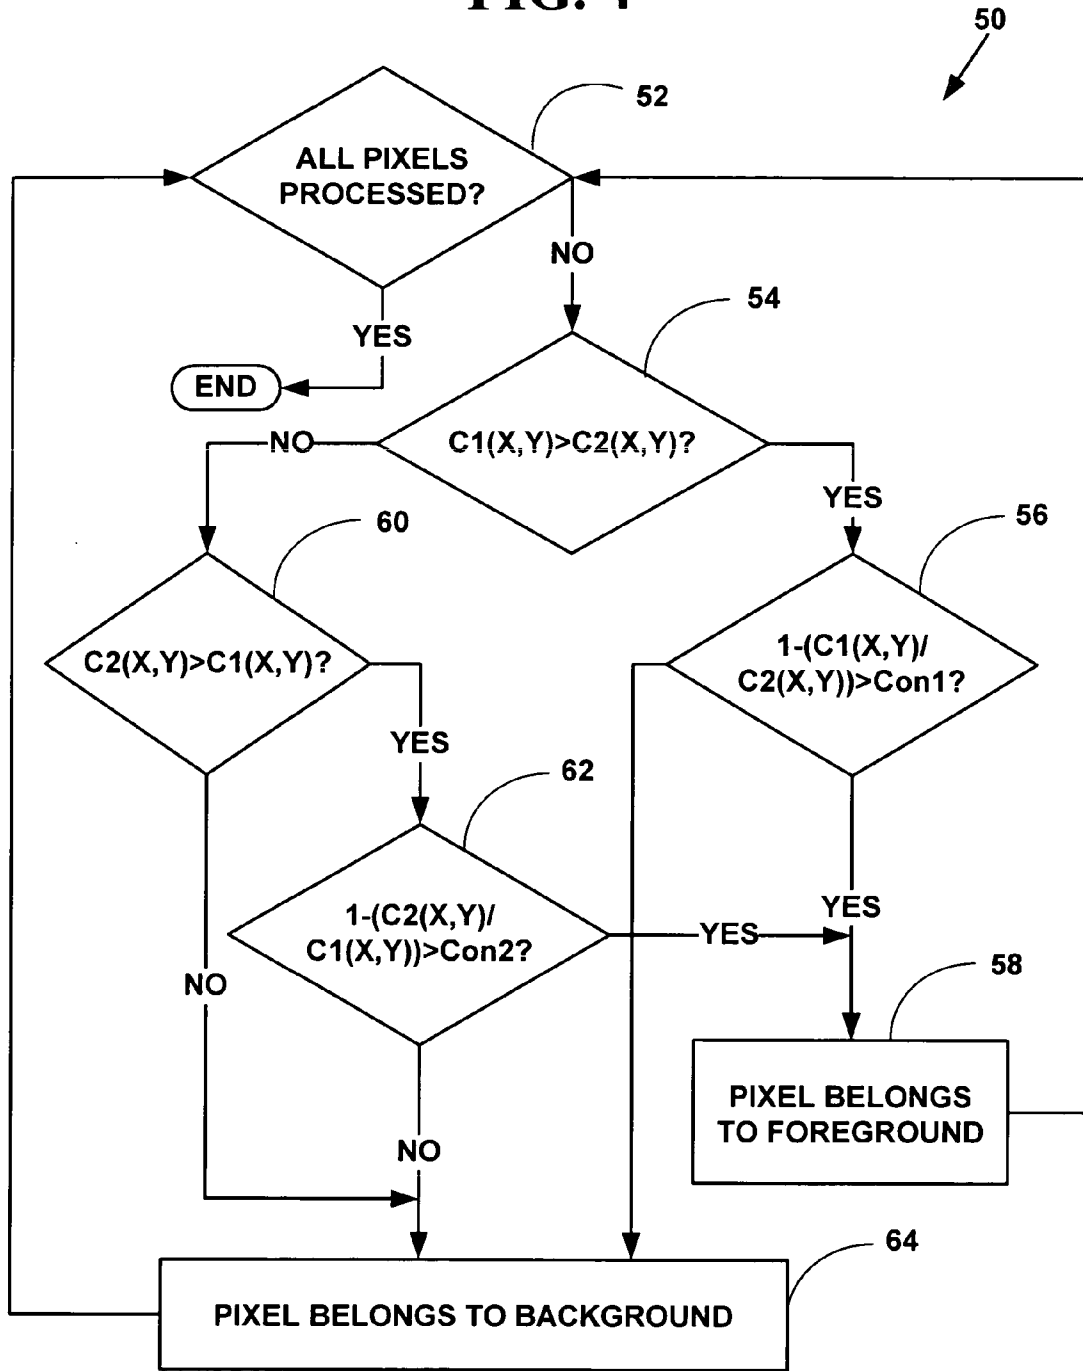 FIG. 4
50
52
ALL PIXELS
PROCESSED?
NO
54
YES
END
C1(X,Y)>C2(X,Y)?
NO
YES
60
56
C2(X,Y)>C1(X,Y)?
1-(C1(X,Y)/
C2(X,Y))>Con1?
YES
62
1-(C2(X,Y)/
C1(X,Y))>Con2?
YES
YES
NO
58
PIXEL BELONGS
TO FOREGROUND
NO
64
PIXEL BELONGS TO BACKGROUND